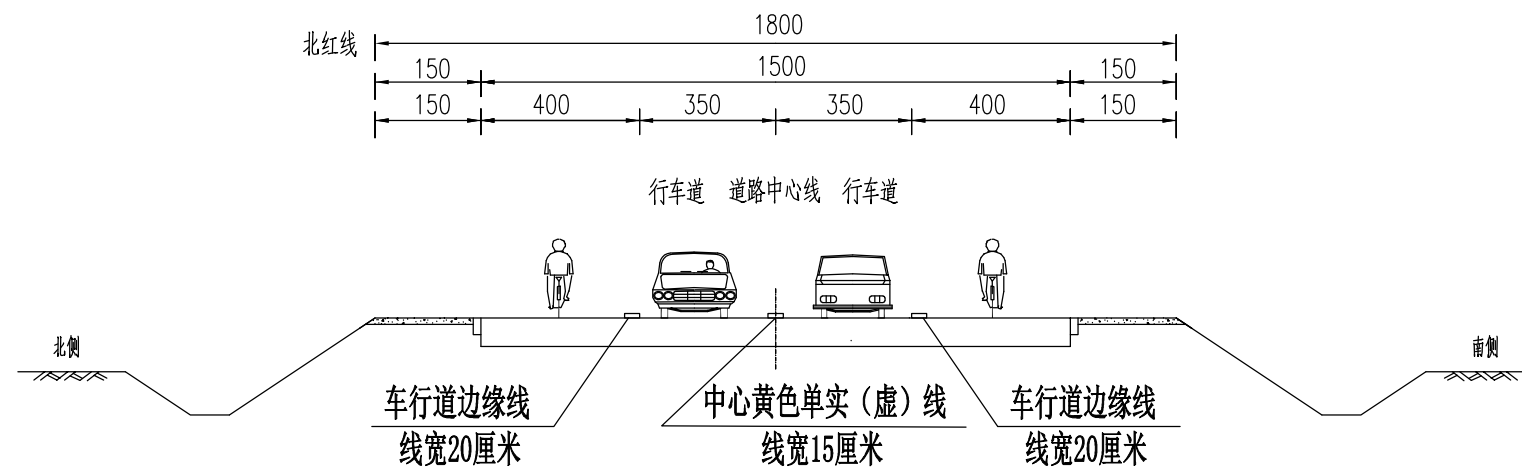 1800
北红线
150 1500 150
150 400 350 350 400 150
行车道 道路中心线 行车道
北侧
南侧
车行道边缘线
线宽20厘米
中心黄色单实（虚）线
线宽15厘米
车行道边缘线
线宽20厘米